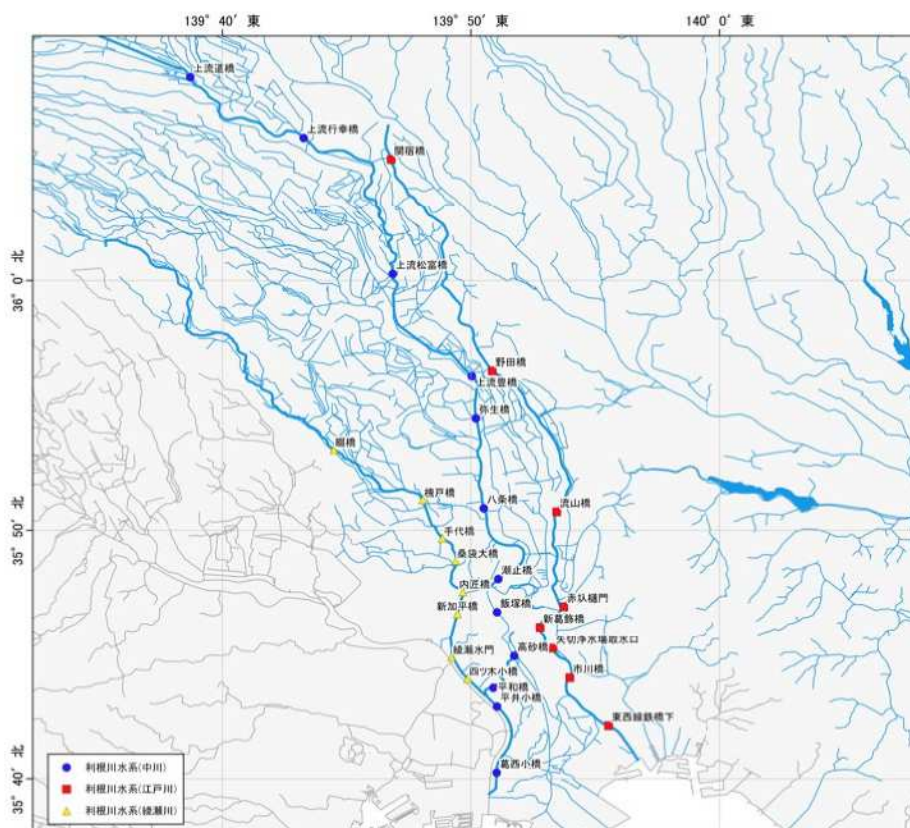 139° 40' 東
139° 50' 東
140° 0' 東
上流道橋
上流行幸橋
関宿橋
上流松富橋
36° 0' 北
野田橋
上流豊橋
弥生橋
畷橋
槐戸橋
八条橋
流山橋
35° 50' 北
千代橋
桑袋大橋
潮止橋
内匠橋
赤圦樋門
新加平橋
飯塚橋
新葛飾橋
矢切浄水場取水口
高砂橋
綾瀬水門
四ツ木小橋
市川橋
平和橋
平井小橋
東西線鉄橋下
葛西小橋
35° 40' 北
利根川水系(中川)
利根川水系(江戸川)
利根川水系(綾瀬川)